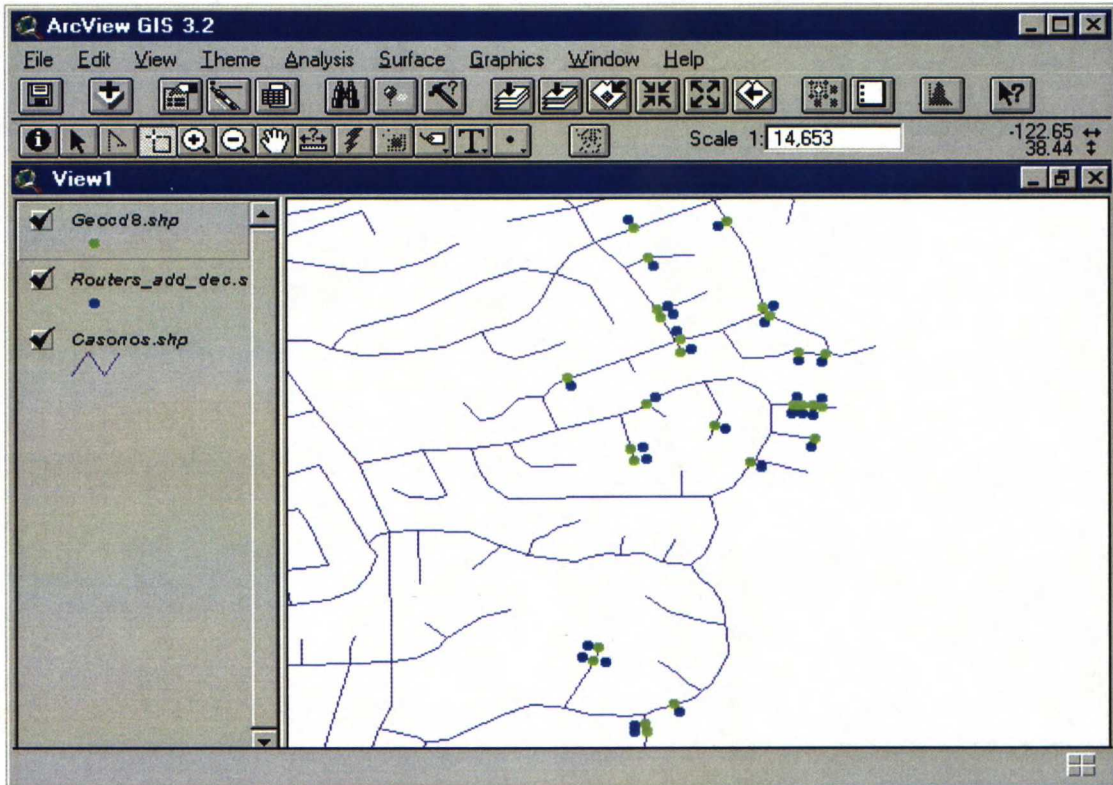 ArcView GIS 3.2
File Edit View Theme Analysis Surface Graphics Window Help
Scale 1: 14,653
-122.65
38.44
View1
Geocd8.shp
Routers_add_dec.s
Casonos.shp